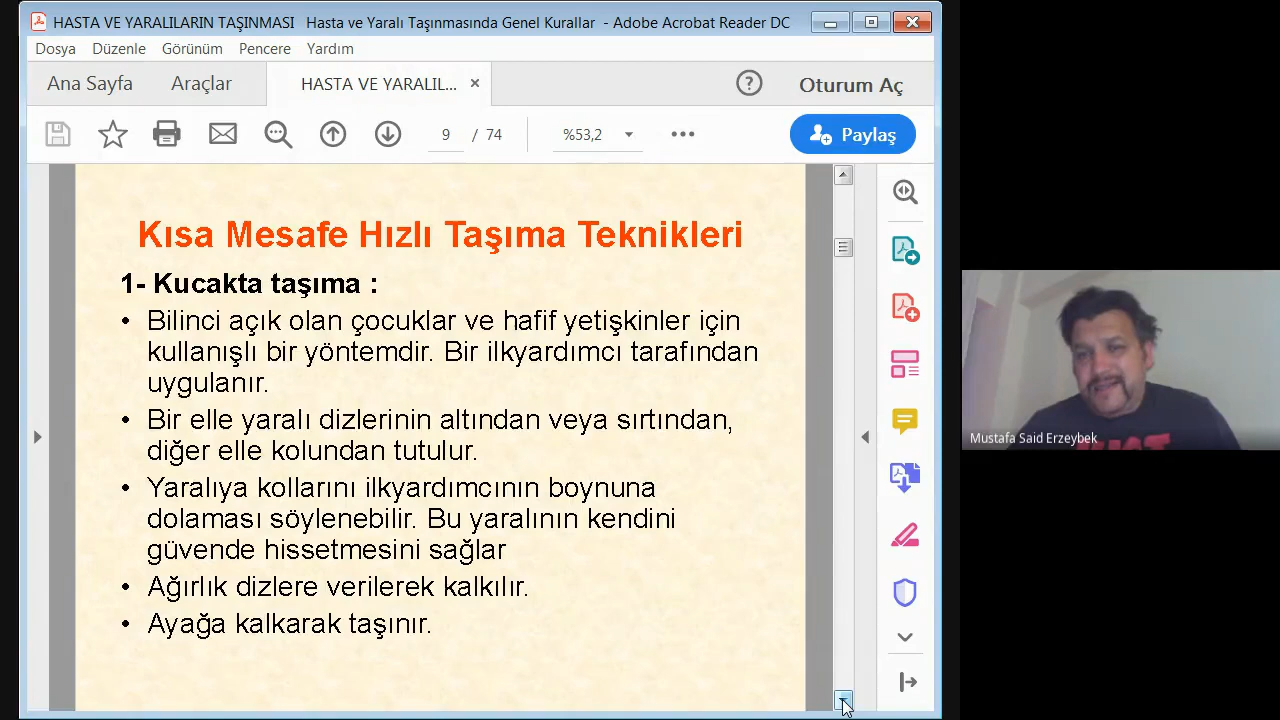 HASTA VE YARALILARIN TAŞINMASI   Hasta ve Yaralı Taşınmasında Genel Kurallar  - Adobe Acrobat Reader DC
Dosya Düzenle Görünüm Pencere Yardım
Ana Sayfa Araçlar HASTA VE YARALIL... × ? Oturum Aç
9 / 74 %53,2 Paylaş
Kısa Mesafe Hızlı Taşıma Teknikleri
1- Kucakta taşıma :
• Bilinci açık olan çocuklar ve hafif yetişkinler için
kullanışlı bir yöntemdir. Bir ilkyardımcı tarafından
uygulanır.
• Bir elle yaralı dizlerinin altından veya sırtından,
diğer elle kolundan tutulur.
• Yaralıya kollarını ilkyardımcının boynuna
dolaması söylenebilir. Bu yaralının kendini
güvende hissetmesini sağlar
• Ağırlık dizlere verilerek kalkılır.
• Ayağa kalkarak taşınır.
Mustafa Said Erzeybek